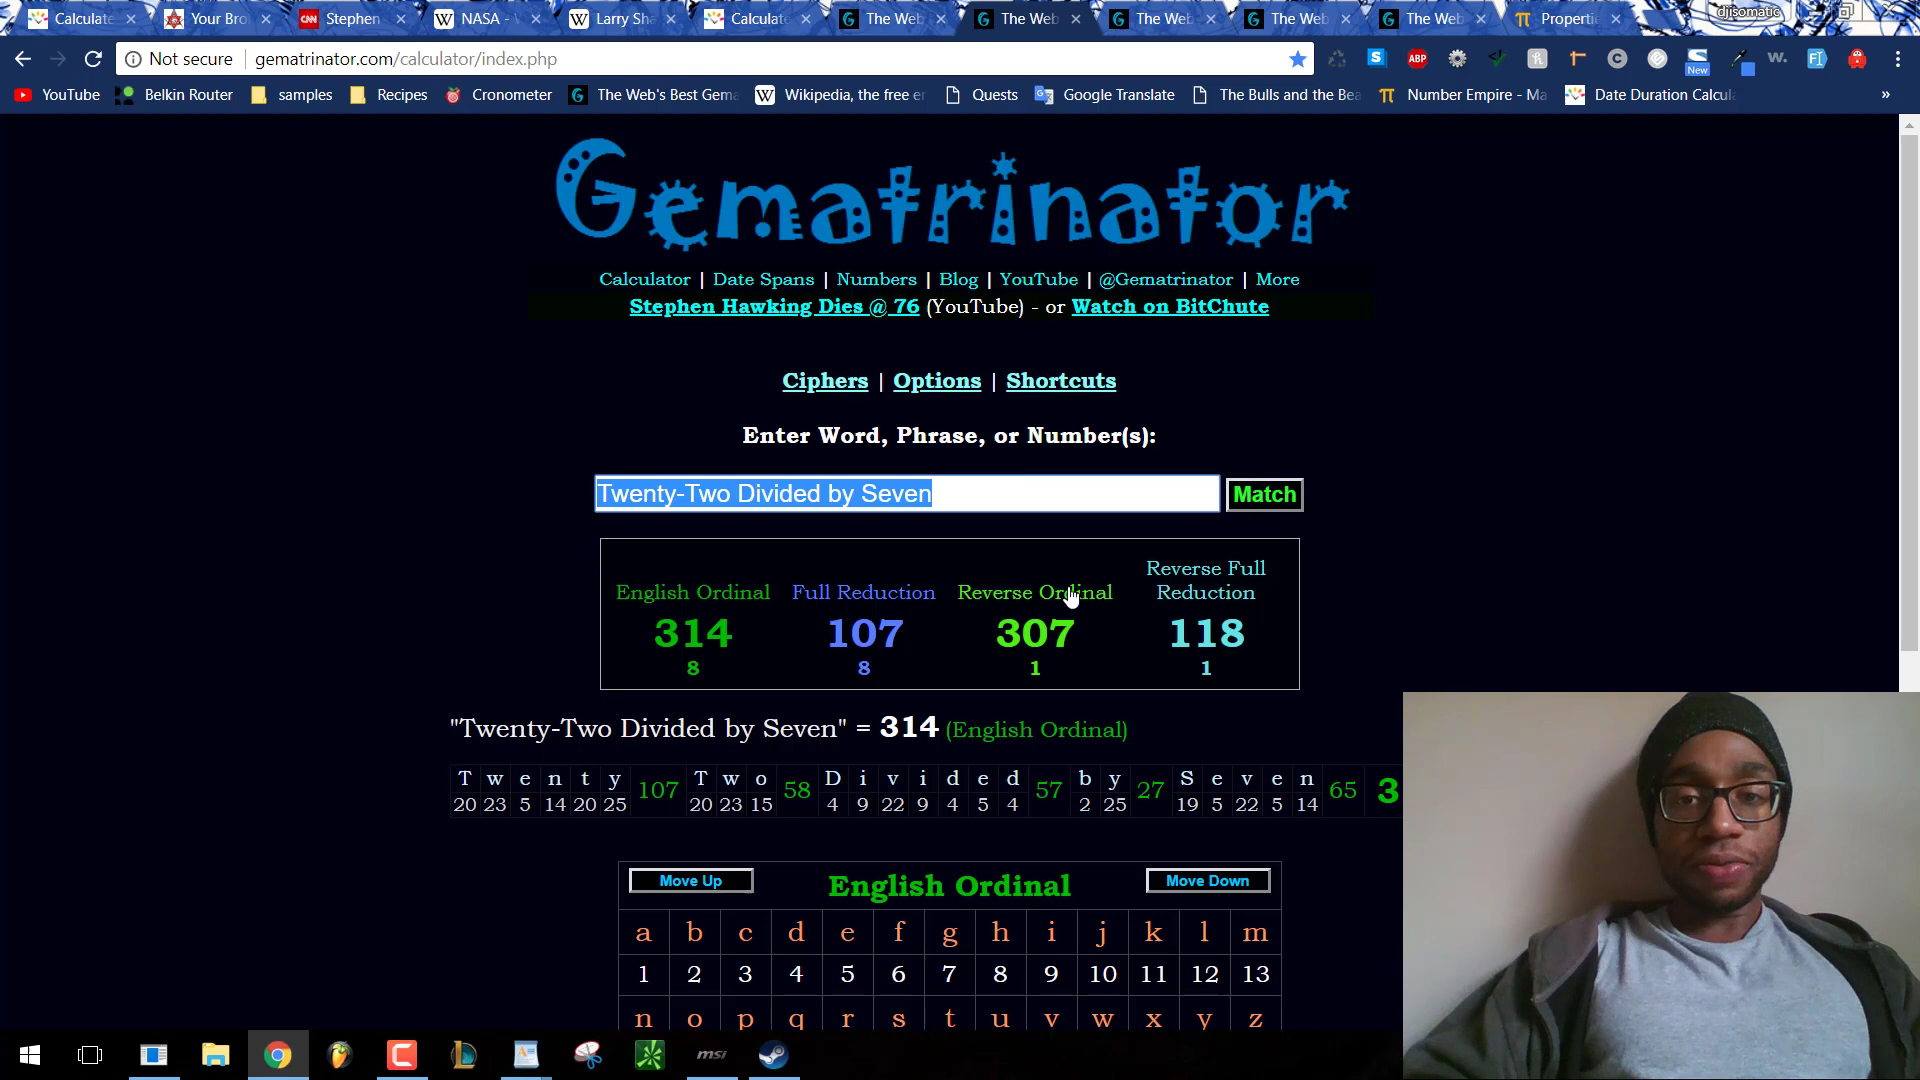 Calculate
Your Bro
CNN Stephen
W NASA -
W Larry Sha
Calculate
G The Web
G The Web
G The Web
G The Web
G The Web
π Properti
djisomatic
Not secure gematrinator.com/calculator/index.php
ABP
New
YouTube Belkin Router samples Recipes Cronometer The Web's Best Gem Wikipedia, the free e Quests Google Translate The Bulls and the Bea Number Empire - Ma Date Duration Calcul »
Gematrinator
Calculator | Date Spans | Numbers | Blog | YouTube | @Gematrinator | More
Stephen Hawking Dies @ 76 (YouTube) - or Watch on BitChute
Ciphers | Options | Shortcuts
Enter Word, Phrase, or Number(s):
Twenty-Two Divided by Seven Match
English Ordinal Full Reduction Reverse Ordinal Reverse Full Reduction
314 107 307 118
8 8 1 1
"Twenty-Two Divided by Seven" = 314 (English Ordinal)
T w e n t y 107 T w o 58 D i v i d e d 57 b y 27 S e v e n 65 3
20 23 5 14 20 25 20 23 15 4 9 22 9 4 5 4 2 25 19 5 22 5 14
Move Up English Ordinal Move Down
a b c d e f g h i j k l m
1 2 3 4 5 6 7 8 9 10 11 12 13
n o p q r s t u v w x y z
msi